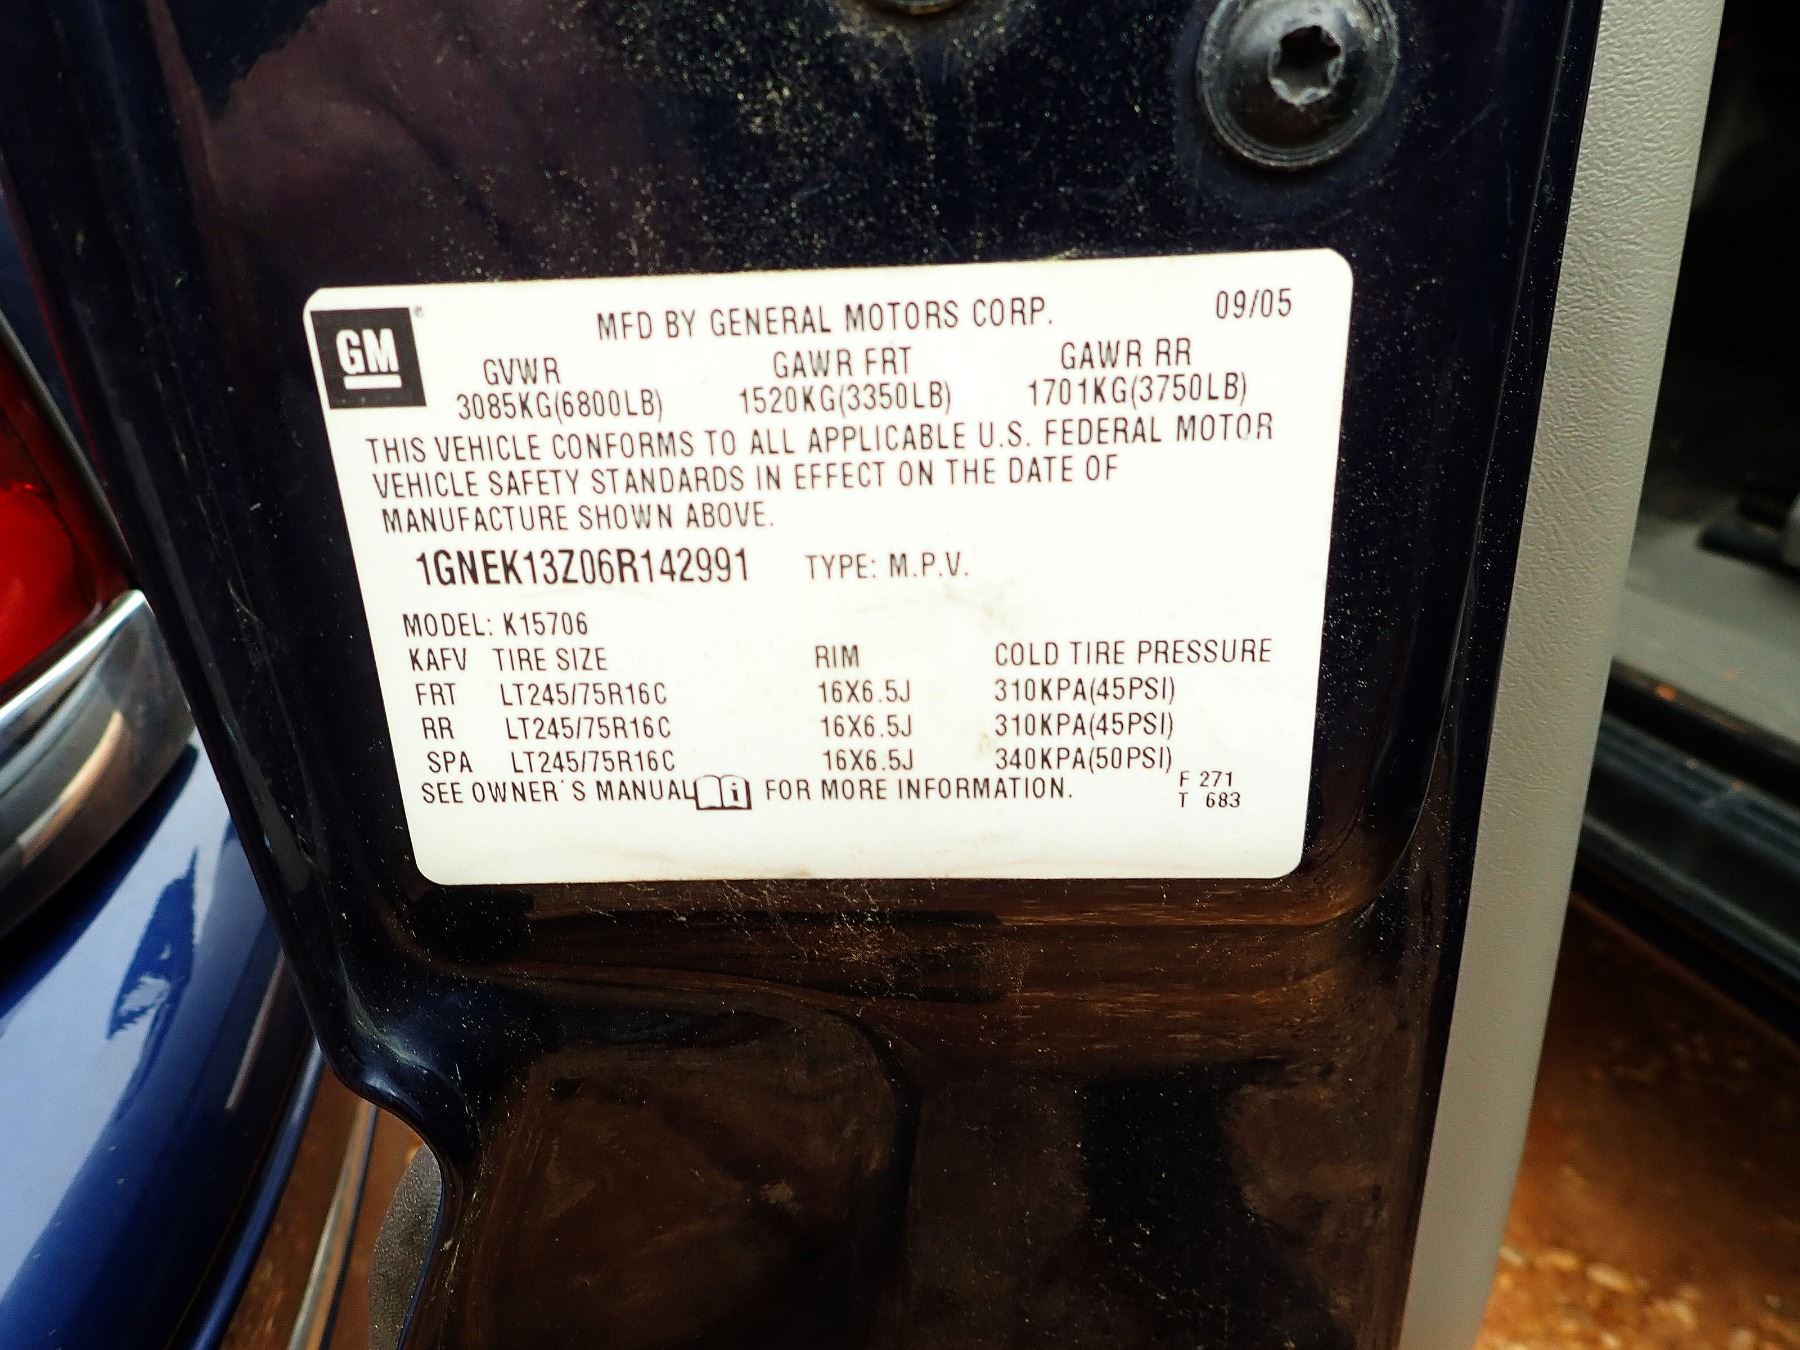 GM ® MFD BY GENERAL MOTORS CORP. 09/05
GVWR GAWR FRT GAWR RR
3085KG(6800LB) 1520KG(3350LB) 1701KG(3750LB)
THIS VEHICLE CONFORMS TO ALL APPLICABLE U.S. FEDERAL MOTOR
VEHICLE SAFETY STANDARDS IN EFFECT ON THE DATE OF
MANUFACTURE SHOWN ABOVE.
1GNEK13Z06R142991 TYPE: M.P.V.
MODEL: K15706
KAFV TIRE SIZE RIM COLD TIRE PRESSURE
FRT LT245/75R16C 16X6.5J 310KPA(45PSI)
RR LT245/75R16C 16X6.5J 310KPA(45PSI)
SPA LT245/75R16C 16X6.5J 340KPA(50PSI)
SEE OWNER'S MANUAL i FOR MORE INFORMATION. F 271
T 683